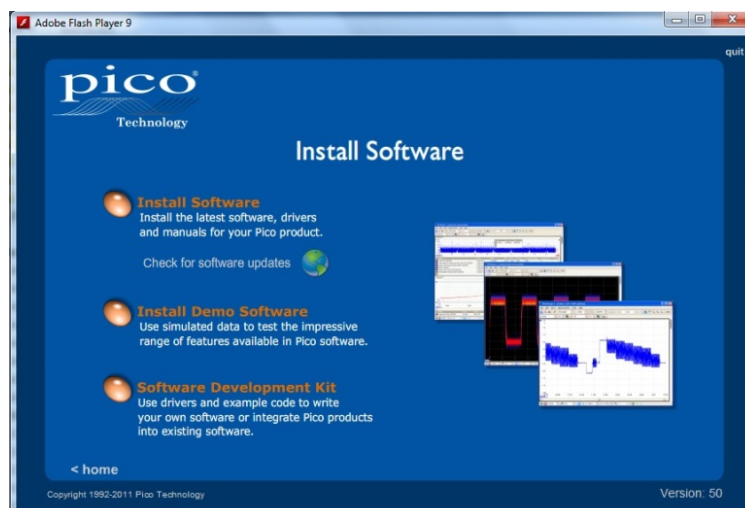 Adobe Flash Player 9
quit
pico®
Technology
Install Software
Install Software
Install the latest software, drivers
and manuals for your Pico product.
Check for software updates
Install Demo Software
Use simulated data to test the impressive
range of features available in Pico software.
Software Development Kit
Use drivers and example code to write
your own software or integrate Pico products
into existing software.
< home
Copyright 1992-2011 Pico Technology
Version: 50